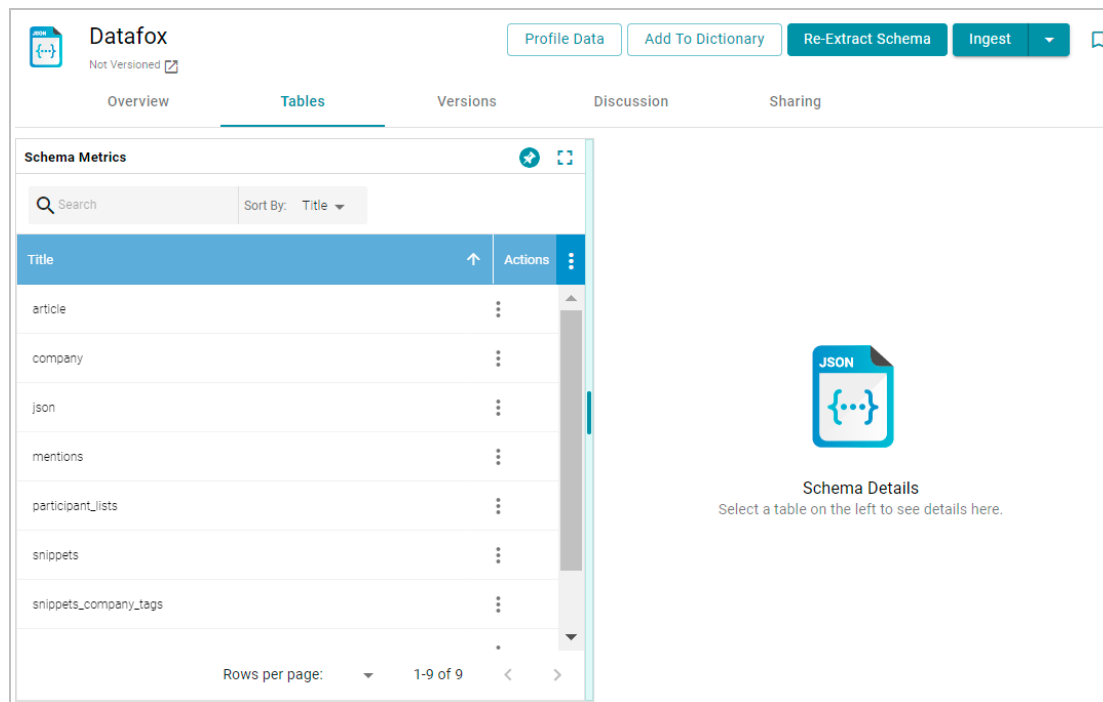 JSON
{···}
Datafox
Not Versioned
Profile Data
Add To Dictionary
Re-Extract Schema
Ingest
Overview
Tables
Versions
Discussion
Sharing
Schema Metrics
Search
Sort By: Title
Title
Actions
article
company
json
mentions
participant_lists
snippets
snippets_company_tags
Rows per page:
1-9 of 9
JSON
{···}
Schema Details
Select a table on the left to see details here.